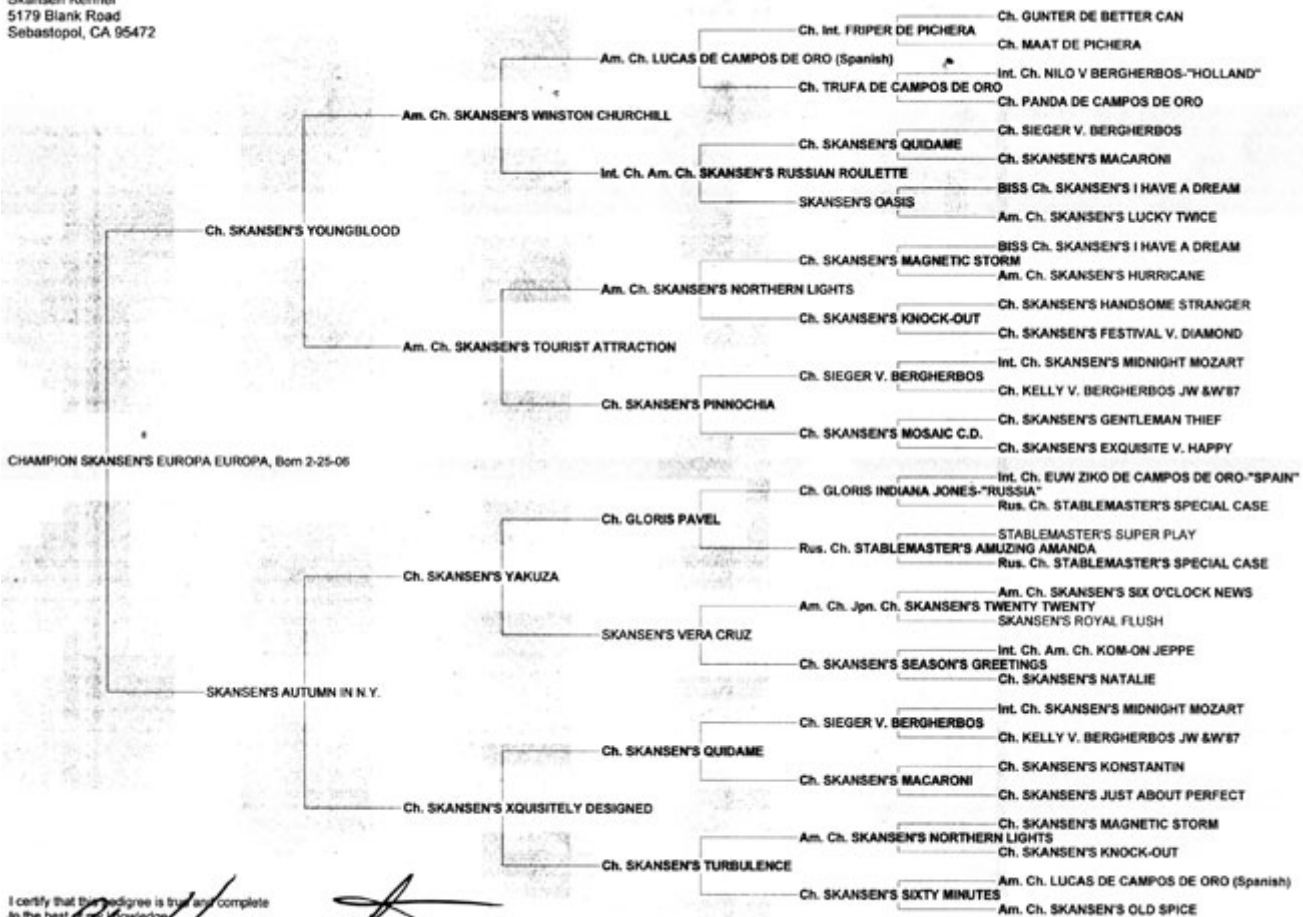 Skansen Kennel
5179 Blank Road
Sebastopol, CA 95472
Ch. GUNTER DE BETTER CAN
Ch. Int. FRIPER DE PICHERA
Ch. MAAT DE PICHERA
Am. Ch. LUCAS DE CAMPOS DE ORO (Spanish)
Int. Ch. NILO V BERGHERBOS-"HOLLAND"
Ch. TRUFA DE CAMPOS DE ORO
Ch. PANDA DE CAMPOS DE ORO
Am. Ch. SKANSEN'S WINSTON CHURCHILL
Ch. SIEGER V. BERGHERBOS
Ch. SKANSEN'S QUIDAME
Ch. SKANSEN'S MACARONI
Int. Ch. Am. Ch. SKANSEN'S RUSSIAN ROULETTE
BISS Ch. SKANSEN'S I HAVE A DREAM
SKANSEN'S OASIS
Am. Ch. SKANSEN'S LUCKY TWICE
Ch. SKANSEN'S YOUNGBLOOD
BISS Ch. SKANSEN'S I HAVE A DREAM
Ch. SKANSEN'S MAGNETIC STORM
Am. Ch. SKANSEN'S HURRICANE
Am. Ch. SKANSEN'S NORTHERN LIGHTS
Ch. SKANSEN'S HANDSOME STRANGER
Ch. SKANSEN'S KNOCK-OUT
Ch. SKANSEN'S FESTIVAL V. DIAMOND
Am. Ch. SKANSEN'S TOURIST ATTRACTION
Int. Ch. SKANSEN'S MIDNIGHT MOZART
Ch. SIEGER V. BERGHERBOS
Ch. KELLY V. BERGHERBOS JW &W'87
Ch. SKANSEN'S PINNOCHIA
Ch. SKANSEN'S GENTLEMAN THIEF
Ch. SKANSEN'S MOSAIC C.D.
Ch. SKANSEN'S EXQUISITE V. HAPPY
CHAMPION SKANSEN'S EUROPA EUROPA, Born 2-25-06
Int. Ch. EUW ZIKO DE CAMPOS DE ORO-"SPAIN"
Ch. GLORIS INDIANA JONES-"RUSSIA"
Rus. Ch. STABLEMASTER'S SPECIAL CASE
Ch. GLORIS PAVEL
STABLEMASTER'S SUPER PLAY
Rus. Ch. STABLEMASTER'S AMUZING AMANDA
Rus. Ch. STABLEMASTER'S SPECIAL CASE
Ch. SKANSEN'S YAKUZA
Am. Ch. SKANSEN'S SIX O'CLOCK NEWS
Am. Ch. Jpn. Ch. SKANSEN'S TWENTY TWENTY
SKANSEN'S ROYAL FLUSH
SKANSEN'S VERA CRUZ
Int. Ch. Am. Ch. KOM-ON JEPPE
Ch. SKANSEN'S SEASON'S GREETINGS
Ch. SKANSEN'S NATALIE
SKANSEN'S AUTUMN IN N.Y.
Int. Ch. SKANSEN'S MIDNIGHT MOZART
Ch. SIEGER V. BERGHERBOS
Ch. KELLY V. BERGHERBOS JW &W'87
Ch. SKANSEN'S QUIDAME
Ch. SKANSEN'S KONSTANTIN
Ch. SKANSEN'S MACARONI
Ch. SKANSEN'S JUST ABOUT PERFECT
Ch. SKANSEN'S XQUISITELY DESIGNED
Ch. SKANSEN'S MAGNETIC STORM
Am. Ch. SKANSEN'S NORTHERN LIGHTS
Ch. SKANSEN'S KNOCK-OUT
Ch. SKANSEN'S TURBULENCE
Am. Ch. LUCAS DE CAMPOS DE ORO (Spanish)
Ch. SKANSEN'S SIXTY MINUTES
Am. Ch. SKANSEN'S OLD SPICE
I certify that this pedigree is true and complete
to the best of my knowledge